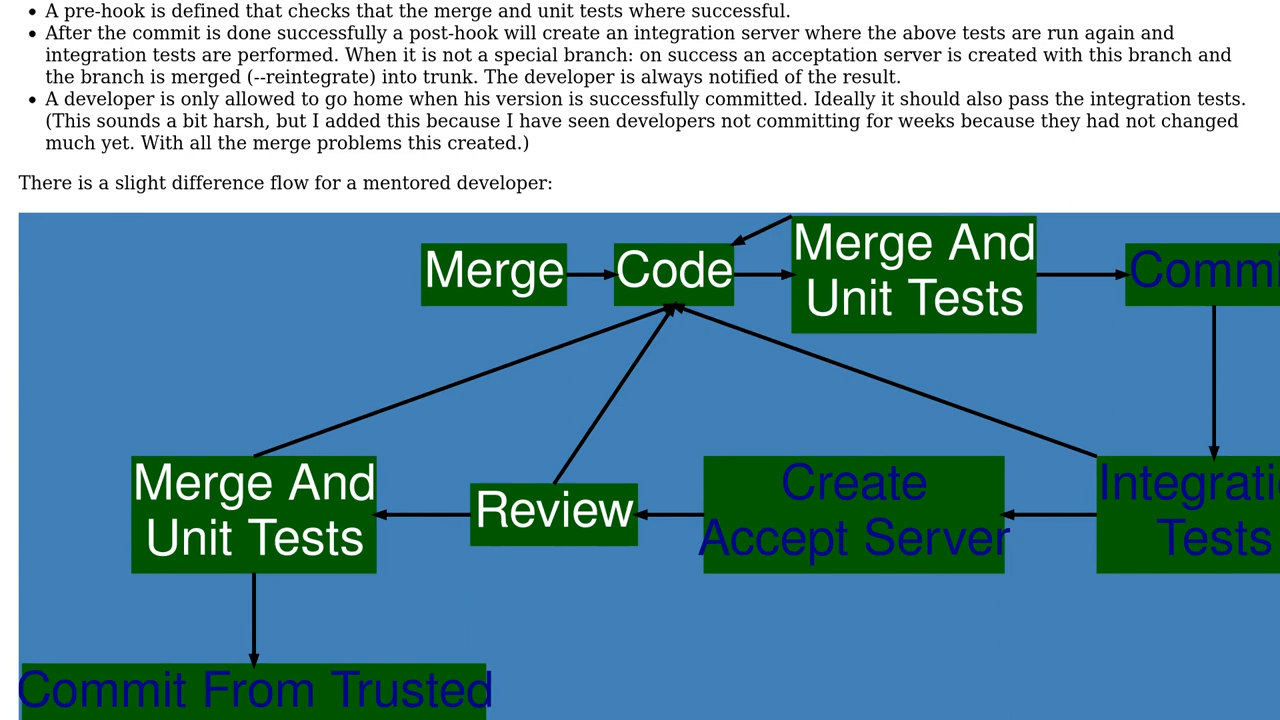 A pre-hook is defined that checks that the merge and unit tests where successful.
After the commit is done successfully a post-hook will create an integration server where the above tests are run again and
integration tests are performed. When it is not a special branch: on success an acceptation server is created with this branch and
the branch is merged (--reintegrate) into trunk. The developer is always notified of the result.
A developer is only allowed to go home when his version is successfully committed. Ideally it should also pass the integration tests.
(This sounds a bit harsh, but I added this because I have seen developers not committing for weeks because they had not changed
much yet. With all the merge problems this created.)
There is a slight difference flow for a mentored developer:
Merge
Code
Merge And
Unit Tests
Commi
Merge And
Unit Tests
Review
Create
Accept Server
Integrati
Tests
Commit From Trusted